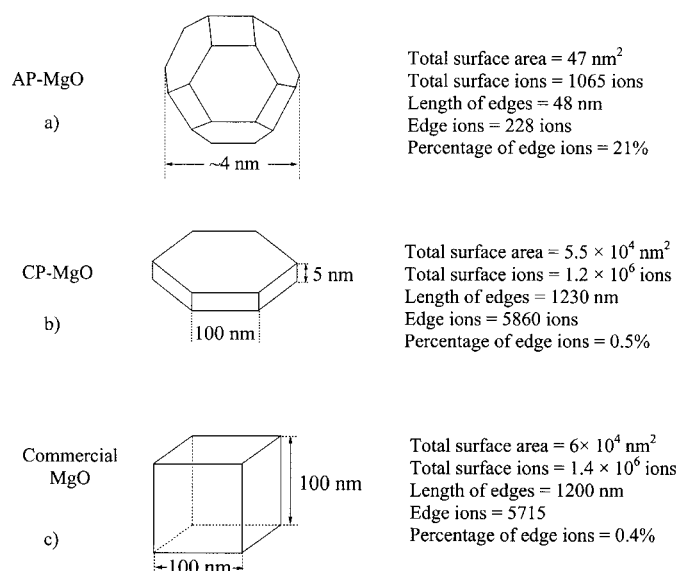 AP-MgO
a)
~4 nm
Total surface area = 47 nm²
Total surface ions = 1065 ions
Length of edges = 48 nm
Edge ions = 228 ions
Percentage of edge ions = 21%
CP-MgO
b)
5 nm
100 nm
Total surface area = 5.5 × 10⁴ nm²
Total surface ions = 1.2 × 10⁶ ions
Length of edges = 1230 nm
Edge ions = 5860 ions
Percentage of edge ions = 0.5%
Commercial
MgO
c)
100 nm
100 nm
Total surface area = 6× 10⁴ nm²
Total surface ions = 1.4 × 10⁶ ions
Length of edges = 1200 nm
Edge ions = 5715
Percentage of edge ions = 0.4%